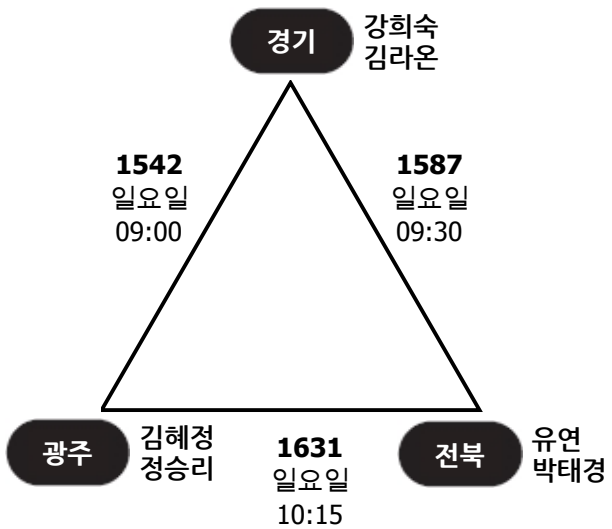 경기
강희숙
김라온
1542
일요일
09:00
1587
일요일
09:30
광주
김혜정
정승리
1631
일요일
10:15
전북
유연
박태경